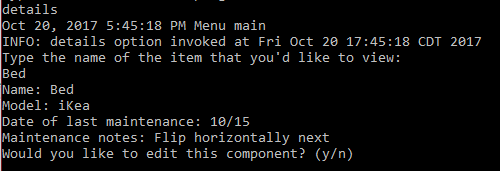 details
Oct 20, 2017 5:45:18 PM Menu main
INFO: details option invoked at Fri Oct 20 17:45:18 CDT 2017
Type the name of the item that you'd like to view:
Bed
Name: Bed
Model: iKea
Date of last maintenance: 10/15
Maintenance notes: Flip horizontally next
Would you like to edit this component? (y/n)